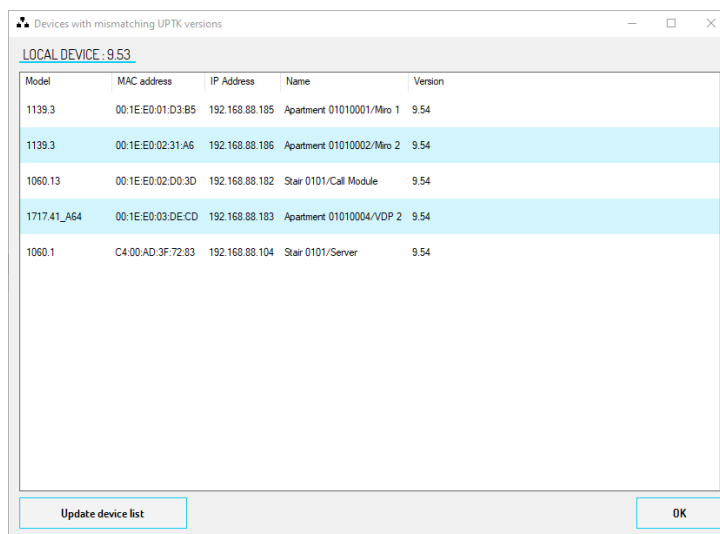 Devices with mismatching UPTK versions
LOCAL DEVICE : 9.53
Model MAC address IP Address Name Version
1139.3 00:1E:E0:01:D3:B5 192.168.88.185 Apartment 01010001/Miro 1 9.54
1139.3 00:1E:E0:02:31:A6 192.168.88.186 Apartment 01010002/Miro 2 9.54
1060.13 00:1E:E0:02:D0:3D 192.168.88.182 Stair 0101/Call Module 9.54
1717.41_A64 00:1E:E0:03:DE:CD 192.168.88.183 Apartment 01010004/VDP 2 9.54
1060.1 C4:00:AD:3F:72:83 192.168.88.104 Stair 0101/Server 9.54
Update device list OK